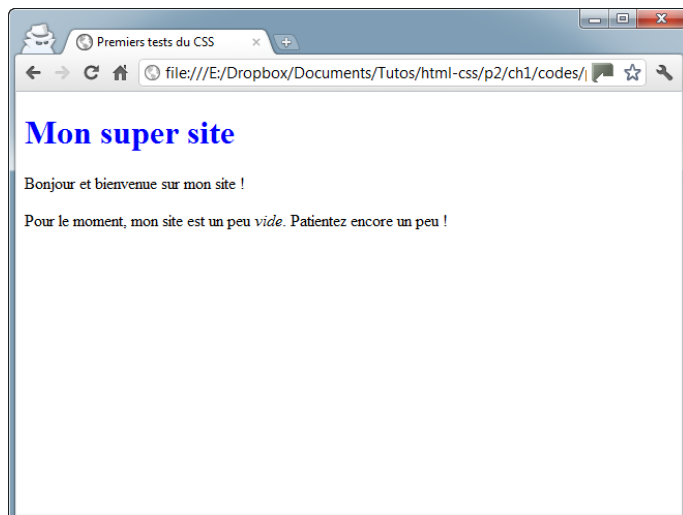 Premiers tests du CSS
file:///E:/Dropbox/Documents/Tutos/html-css/p2/ch1/codes/
Mon super site
Bonjour et bienvenue sur mon site !
Pour le moment, mon site est un peu vide. Patientez encore un peu !